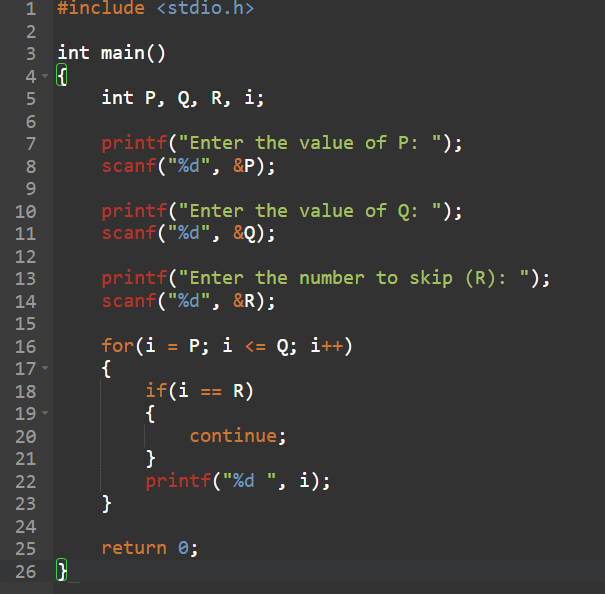 1 #include <stdio.h>
2
3 int main()
4 {
5     int P, Q, R, i;
6
7     printf("Enter the value of P: ");
8     scanf("%d", &P);
9
10     printf("Enter the value of Q: ");
11     scanf("%d", &Q);
12
13     printf("Enter the number to skip (R): ");
14     scanf("%d", &R);
15
16     for(i = P; i <= Q; i++)
17     {
18         if(i == R)
19         {
20             continue;
21         }
22         printf("%d ", i);
23     }
24
25     return 0;
26 }